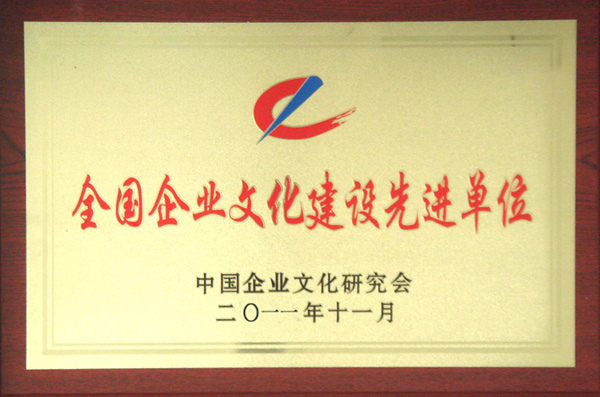 全国企业文化建设先进单位
中国企业文化研究会
二〇一一年十一月